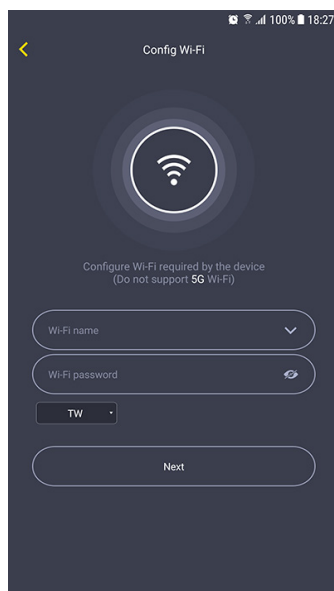 100% 18:27
Config Wi-Fi
Configure Wi-Fi required by the device
(Do not support 5G Wi-Fi)
Wi-Fi name
Wi-Fi password
TW
Next